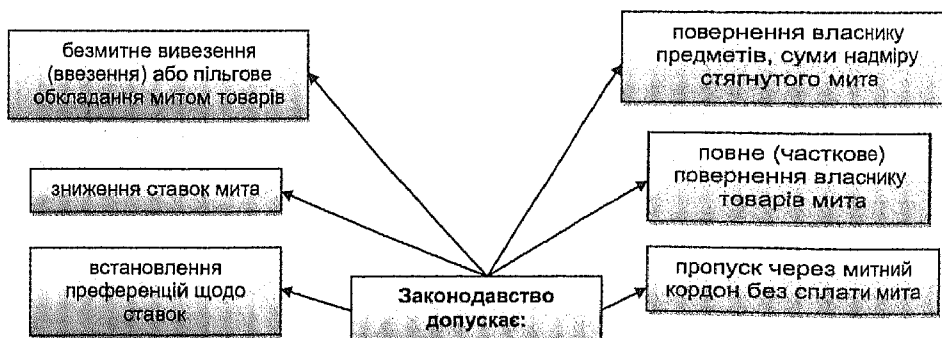 безмитне вивезення
(ввезення) або пільгове
обкладання митом товарів
зниження ставок мита
встановлення
преференцій щодо
ставок
Законодавство
допускає:
повернення власнику
предметів, суми надміру
стягнутого мита
повне (часткове)
повернення власнику
товарів мита
пропуск через митний
кордон без сплати мита